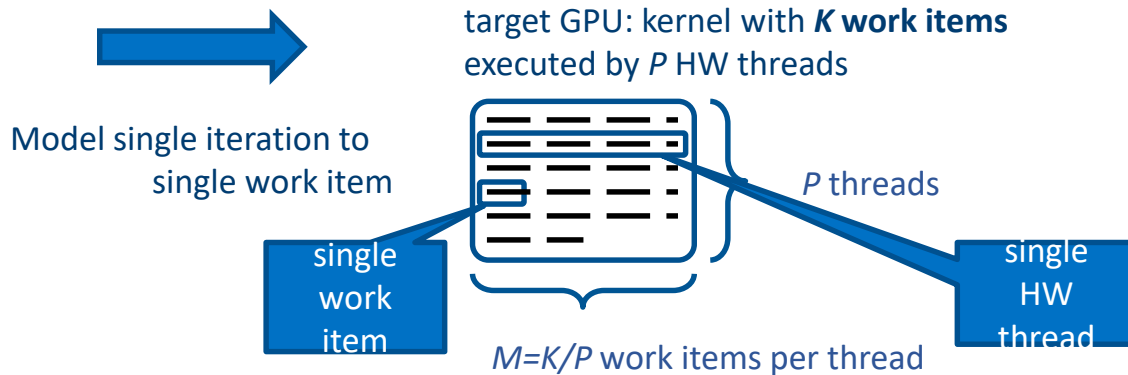 target GPU: kernel with K work items
executed by P HW threads
Model single iteration to
single work item
P threads
single
work
item
single
HW
thread
M=K/P work items per thread